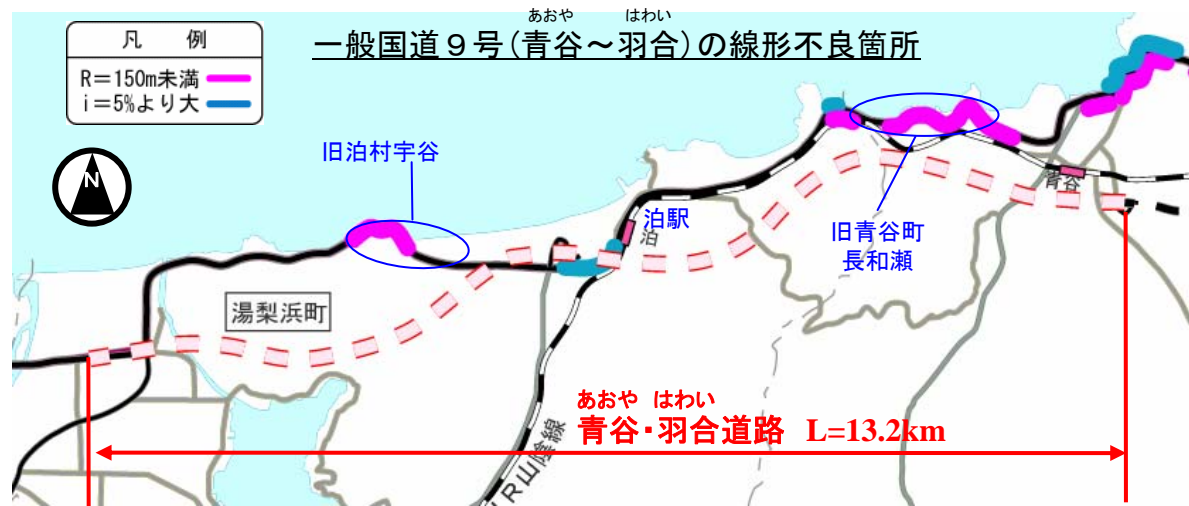 あおや はわい
一般国道９号(青谷～羽合)の線形不良箇所
凡 例
R＝150m未満
i＝5%より大
N
旧泊村宇谷
泊駅
泊
青谷
旧青谷町
長和瀬
湯梨浜町
あおや はわい
青谷・羽合道路 L=13.2km
ＪＲ山陰線